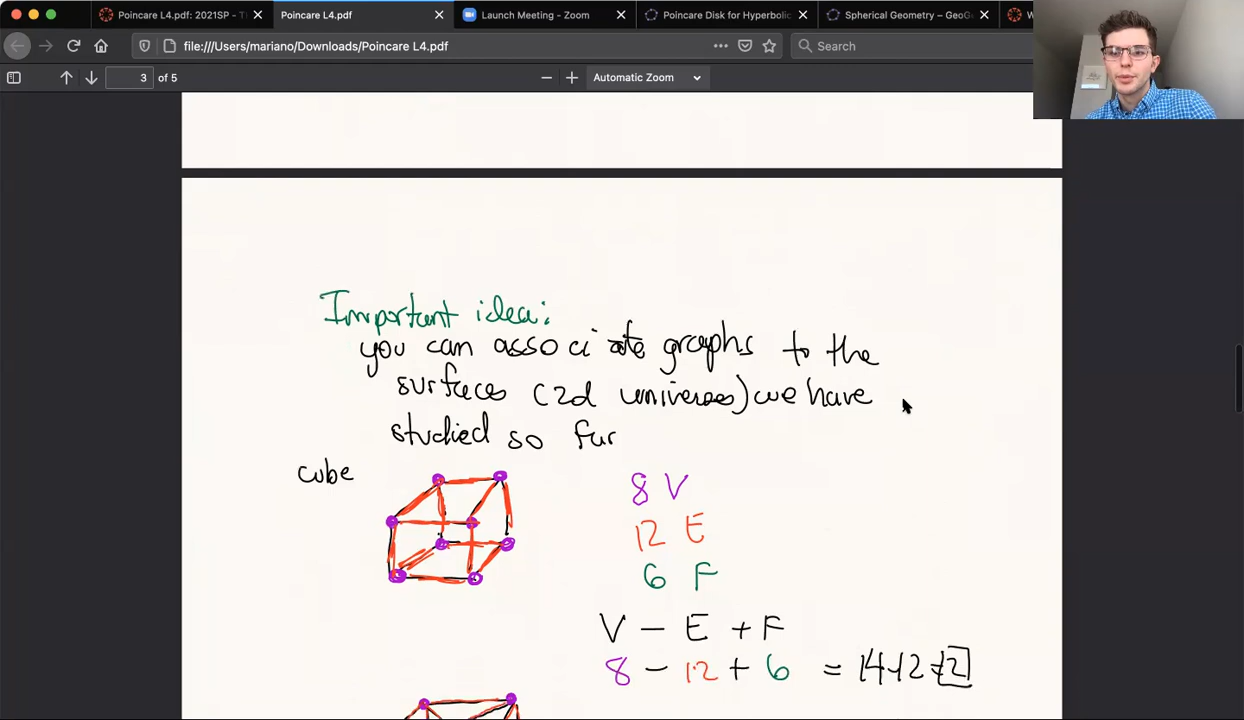 Poincare L4.pdf: 2021SP - T
Poincare L4.pdf
Launch Meeting - Zoom
Poincare Disk for Hyperbolic
Spherical Geometry – GeoG
file:///Users/mariano/Downloads/Poincare L4.pdf
Search
3 of 5
Automatic Zoom
Important idea:
you can associate graphs to the
surfaces (2d universes) we have
studied so far
cube
8 V
12 E
6 F
V - E + F
8 - 12 + 6 = 14-12 = 2